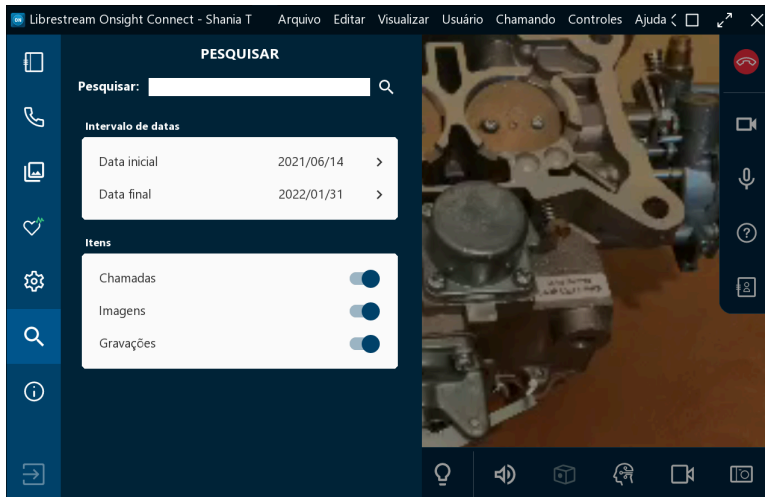 ON Librestream Onsight Connect - Shania T Arquivo Editar Visualizar Usuário Chamando Controles Ajuda
PESQUISAR
Pesquisar:
Intervalo de datas
Data inicial 2021/06/14
Data final 2022/01/31
Itens
Chamadas
Imagens
Gravações